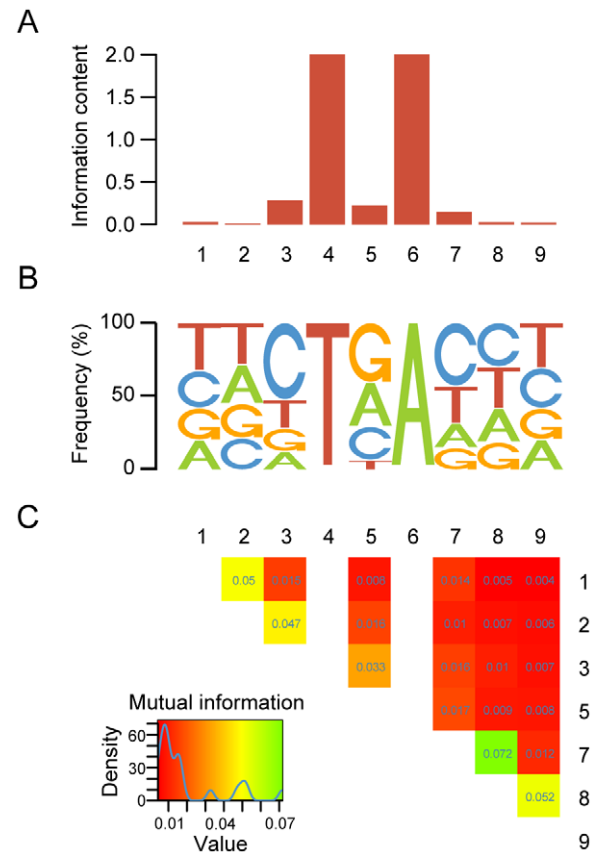 A
Information content
2.0
1.5
1.0
0.5
0.0
1 2 3 4 5 6 7 8 9
B
Frequency (%)
100
50
0
T T C T G A C C T
C A T A T T C
G G G C A A G
A C A T G G A
C
1 2 3 4 5 6 7 8 9
0.05 0.015 0.006 0.014 0.005 0.004 1
0.047 0.016 0.01 0.007 0.006 2
0.033 0.016 0.01 0.007 3
0.017 0.009 0.008 5
0.072 0.012 7
0.052 8
9
Mutual information
Density
60
30
0
0.01 0.04 0.07
Value